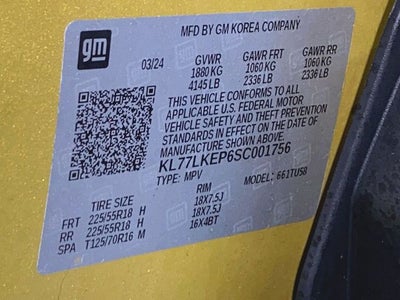 gm
MFD BY GM KOREA COMPANY
03/24 GVWR GAWR FRT GAWR RR
1880 KG 1060 KG 1060 KG
4145 LB 2336 LB 2336 LB
THIS VEHICLE CONFORMS TO ALL
APPLICABLE U.S. FEDERAL MOTOR
VEHICLE SAFETY AND THEFT PREVENTION
STANDARDS IN EFFECT ON THE DATE OF
MANUFACTURE SHOWN ABOVE.
KL77LKEP6SC001756
TYPE: MPV MODEL: 661TU58
TIRE SIZE RIM
FRT 225/55R18 H 18X7.5J
RR 225/55R18 H 18X7.5J
SPA T125/70R16 M 16X4BT